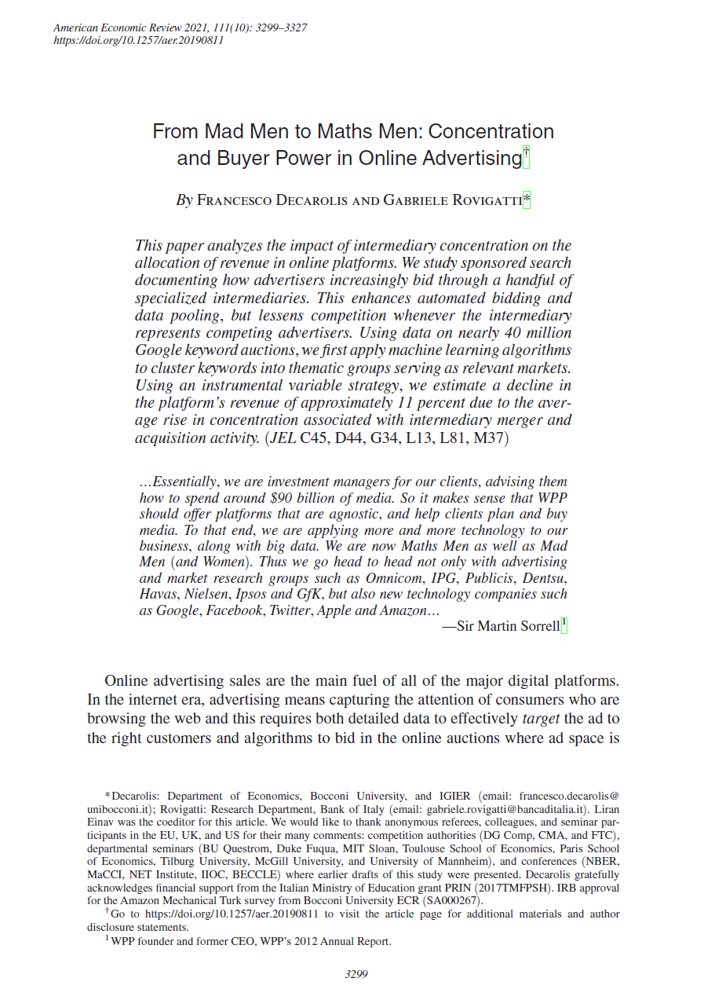 American Economic Review 2021, 111(10): 3299–3327
https://doi.org/10.1257/aer.20190811
From Mad Men to Maths Men: Concentration
and Buyer Power in Online Advertising†
By Francesco Decarolis and Gabriele Rovigatti*
This paper analyzes the impact of intermediary concentration on the
allocation of revenue in online platforms. We study sponsored search
documenting how advertisers increasingly bid through a handful of
specialized intermediaries. This enhances automated bidding and
data pooling, but lessens competition whenever the intermediary
represents competing advertisers. Using data on nearly 40 million
Google keyword auctions, we first apply machine learning algorithms
to cluster keywords into thematic groups serving as relevant markets.
Using an instrumental variable strategy, we estimate a decline in
the platform's revenue of approximately 11 percent due to the aver-
age rise in concentration associated with intermediary merger and
acquisition activity. (JEL C45, D44, G34, L13, L81, M37)
…Essentially, we are investment managers for our clients, advising them
how to spend around $90 billion of media. So it makes sense that WPP
should offer platforms that are agnostic, and help clients plan and buy
media. To that end, we are applying more and more technology to our
business, along with big data. We are now Maths Men as well as Mad
Men (and Women). Thus we go head to head not only with advertising
and market research groups such as Omnicom, IPG, Publicis, Dentsu,
Havas, Nielsen, Ipsos and GfK, but also new technology companies such
as Google, Facebook, Twitter, Apple and Amazon…
—Sir Martin Sorrell1
Online advertising sales are the main fuel of all of the major digital platforms.
In the internet era, advertising means capturing the attention of consumers who are
browsing the web and this requires both detailed data to effectively target the ad to
the right customers and algorithms to bid in the online auctions where ad space is
*Decarolis: Department of Economics, Bocconi University, and IGIER (email: francesco.decarolis@
unibocconi.it); Rovigatti: Research Department, Bank of Italy (email: gabriele.rovigatti@bancaditalia.it). Liran
Einav was the coeditor for this article. We would like to thank anonymous referees, colleagues, and seminar par-
ticipants in the EU, UK, and US for their many comments: competition authorities (DG Comp, CMA, and FTC),
departmental seminars (BU Questrom, Duke Fuqua, MIT Sloan, Toulouse School of Economics, Paris School
of Economics, Tilburg University, McGill University, and University of Mannheim), and conferences (NBER,
MaCCI, NET Institute, IIOC, BECCLE) where earlier drafts of this study were presented. Decarolis gratefully
acknowledges financial support from the Italian Ministry of Education grant PRIN (2017TMFPSH). IRB approval
for the Amazon Mechanical Turk survey from Bocconi University ECR (SA000267).
†Go to https://doi.org/10.1257/aer.20190811 to visit the article page for additional materials and author
disclosure statements.
1 WPP founder and former CEO, WPP's 2012 Annual Report.
3299